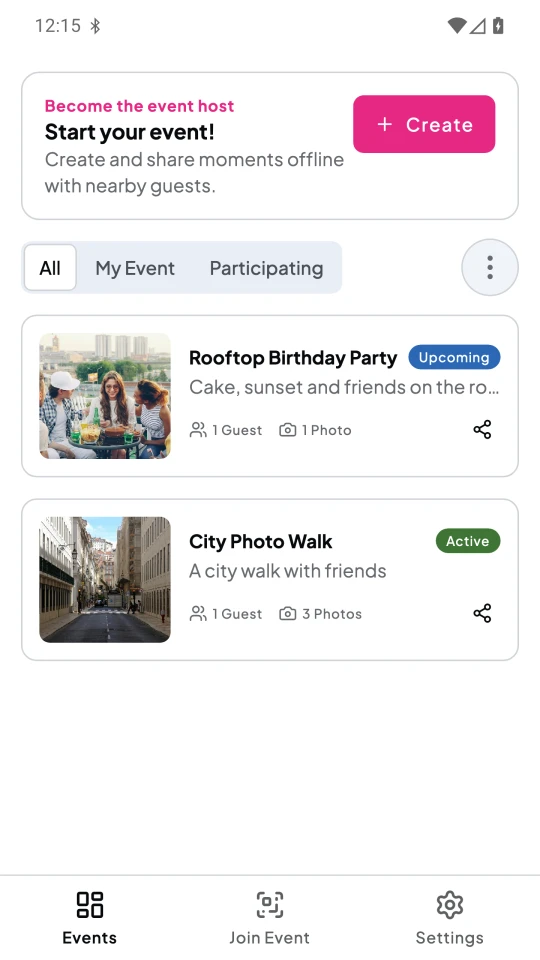 12:15
Become the event host
Start your event!
Create and share moments offline
with nearby guests.
+ Create
All
My Event
Participating
Rooftop Birthday Party
Upcoming
Cake, sunset and friends on the ro...
1 Guest
1 Photo
City Photo Walk
Active
A city walk with friends
1 Guest
3 Photos
Events
Join Event
Settings